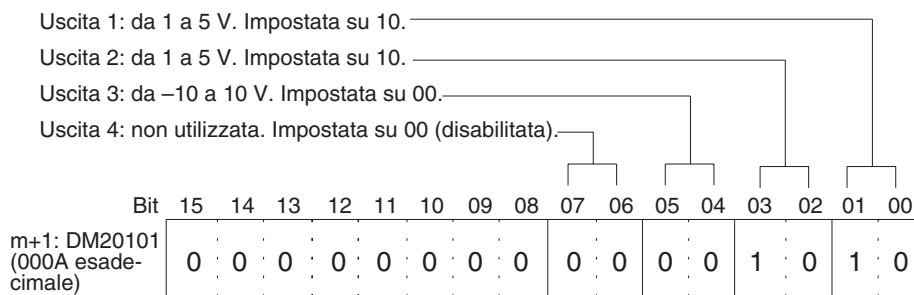 Uscita 1: da 1 a 5 V. Impostata su 10.
Uscita 2: da 1 a 5 V. Impostata su 10.
Uscita 3: da –10 a 10 V. Impostata su 00.
Uscita 4: non utilizzata. Impostata su 00 (disabilitata).
Bit 15 14 13 12 11 10 09 08 07 06 05 04 03 02 01 00
m+1: DM20101
(000A esade-
cimale)
0 0 0 0 0 0 0 0 0 0 0 0 1 0 1 0